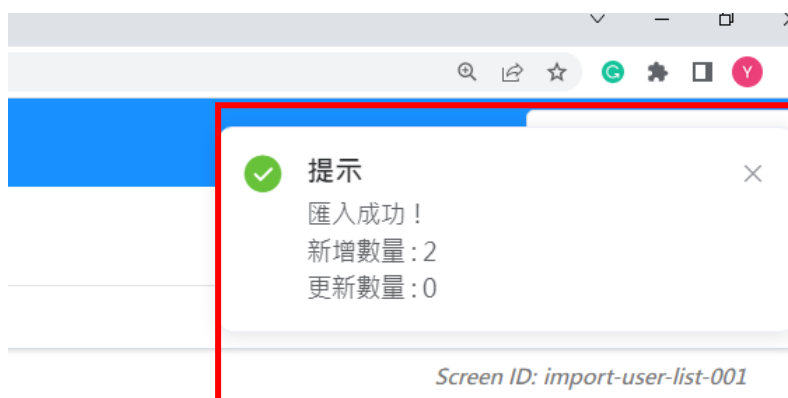 Y
提示
匯入成功！
新增數量 : 2
更新數量 : 0
Screen ID: import-user-list-001